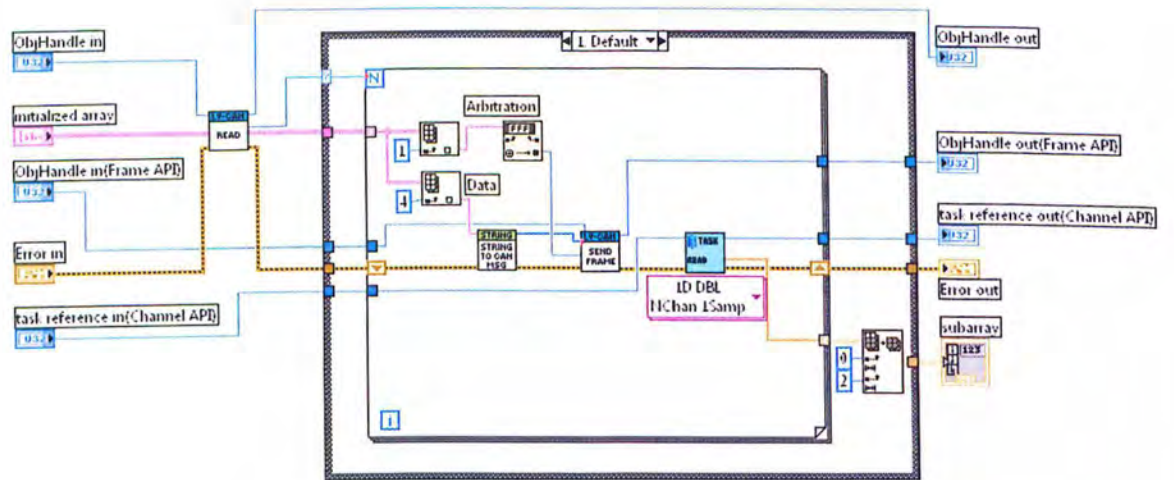 1 Default
ObjHandle in
U32
ObjHandle out
U32
initialized array
READ
N
Arbitration
1
ObjHandle out(Frame API)
U32
ObjHandle in(Frame API)
U32
Data
4
task reference out(Channel API)
U32
Error in
STRING
STRING
TO CAN
MSG
SEND
FRAME
TASK
READ
1D DBL
NChan 1Samp
Error out
task reference in(Channel API)
U32
subarray
123
0
2
i